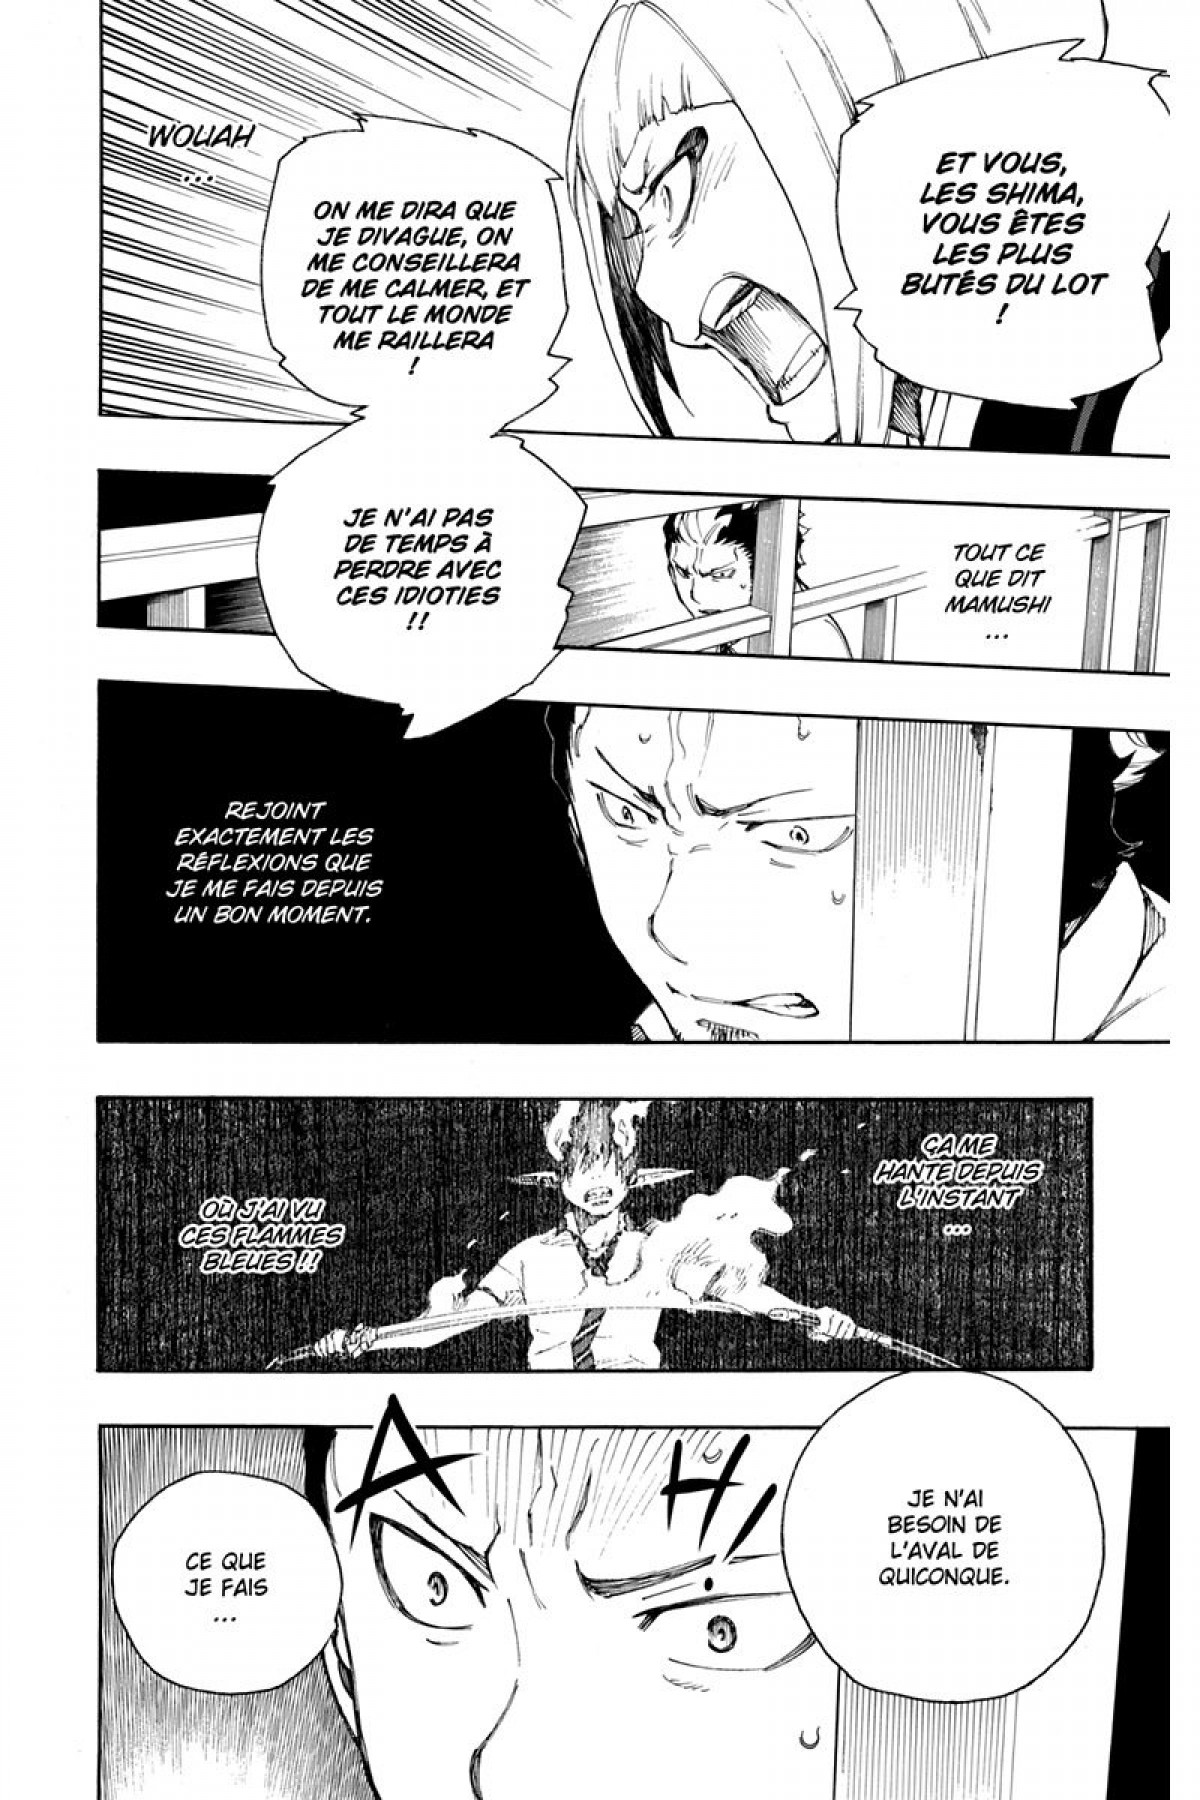 ET VOUS,
LES SHIMA,
VOUS ÊTES
LES PLUS
BUTÉS DU LOT
!
ON ME DIRA QUE
JE DIVAGUE, ON
ME CONSEILLERA
DE ME CALMER, ET
TOUT LE MONDE
ME RAILLERA
!
WOUAH
...
TOUT CE
QUE DIT
MAMUSHI
...
JE N'AI PAS
DE TEMPS À
PERDRE AVEC
CES IDIOTIES
!!
REJOINT
EXACTEMENT LES
RÉFLEXIONS QUE
JE ME FAIS DEPUIS
UN BON MOMENT.
ÇA ME
HANTE DEPUIS
L'INSTANT
...
OÙ J'AI VU
CES FLAMMES
BLEUES !!
JE N'AI
BESOIN DE
L'AVAL DE
QUICONQUE.
AH!
CE QUE
JE FAIS
...